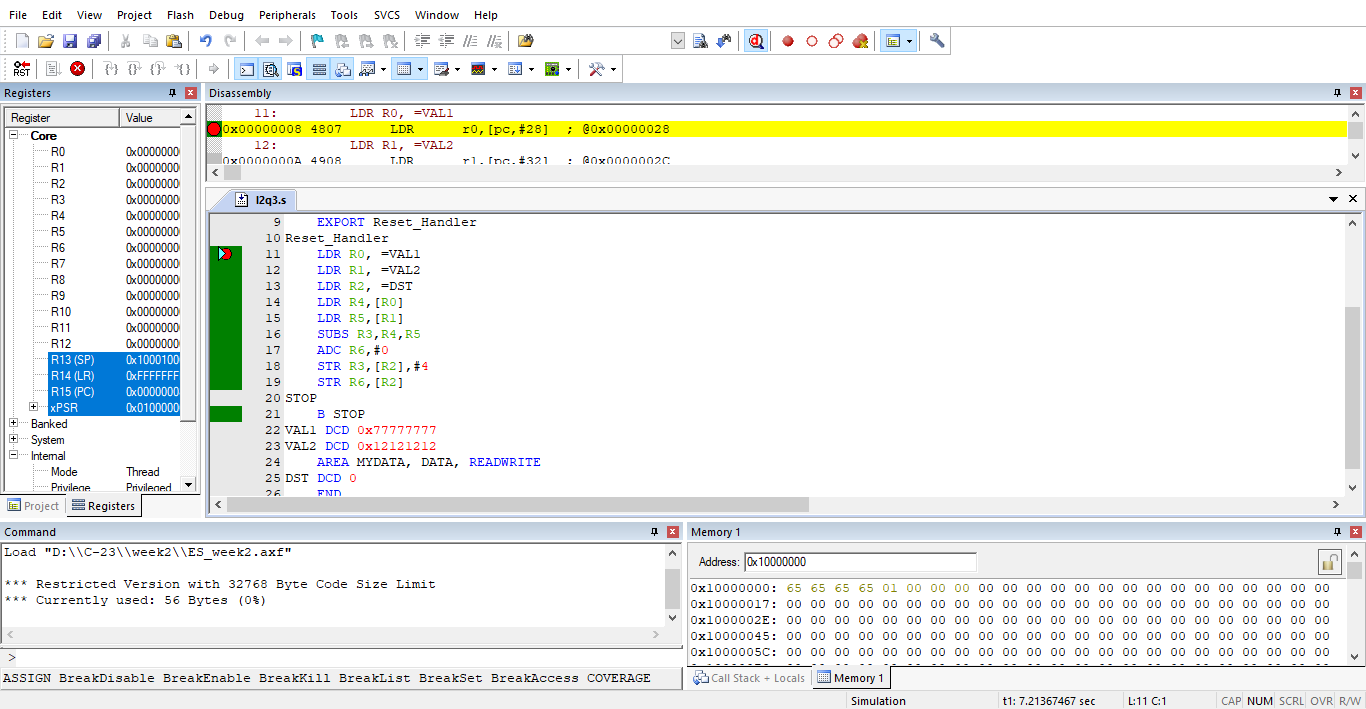 File Edit View Project Flash Debug Peripherals Tools SVCS Window Help
RST
Registers
Register Value
Core
R0 0x0000000
R1 0x0000000
R2 0x0000000
R3 0x0000000
R4 0x0000000
R5 0x0000000
R6 0x0000000
R7 0x0000000
R8 0x0000000
R9 0x0000000
R10 0x0000000
R11 0x0000000
R12 0x0000000
R13 (SP) 0x1000100
R14 (LR) 0xFFFFFFF
R15 (PC) 0x0000000
xPSR 0x0100000
Banked
System
Internal
Mode Thread
Privilege Privileged
Project Registers
Disassembly
11: LDR R0, =VAL1
0x00000008 4807 LDR r0,[pc,#28] ; @0x00000028
12: LDR R1, =VAL2
0x0000000A 4908 LDR r1,[pc,#32] ; @0x0000002C
l2q3.s
9 EXPORT Reset_Handler
10 Reset_Handler
11 LDR R0, =VAL1
12 LDR R1, =VAL2
13 LDR R2, =DST
14 LDR R4,[R0]
15 LDR R5,[R1]
16 SUBS R3,R4,R5
17 ADC R6,#0
18 STR R3,[R2],#4
19 STR R6,[R2]
20 STOP
21 B STOP
22 VAL1 DCD 0x77777777
23 VAL2 DCD 0x12121212
24 AREA MYDATA, DATA, READWRITE
25 DST DCD 0
26 END
Command
Load "D:\\C-23\\week2\\ES_week2.axf"
*** Restricted Version with 32768 Byte Code Size Limit
*** Currently used: 56 Bytes (0%)
>
ASSIGN BreakDisable BreakEnable BreakKill BreakList BreakSet BreakAccess COVERAGE
Memory 1
Address: 0x10000000
0x10000000: 65 65 65 65 01 00 00 00 00 00 00 00 00 00 00 00 00 00 00 00 00 00 00
0x10000017: 00 00 00 00 00 00 00 00 00 00 00 00 00 00 00 00 00 00 00 00 00 00 00
0x1000002E: 00 00 00 00 00 00 00 00 00 00 00 00 00 00 00 00 00 00 00 00 00 00 00
0x10000045: 00 00 00 00 00 00 00 00 00 00 00 00 00 00 00 00 00 00 00 00 00 00 00
0x1000005C: 00 00 00 00 00 00 00 00 00 00 00 00 00 00 00 00 00 00 00 00 00 00 00
Call Stack + Locals Memory 1
Simulation t1: 7.21367467 sec L:11 C:1 CAP NUM SCRL OVR R/W